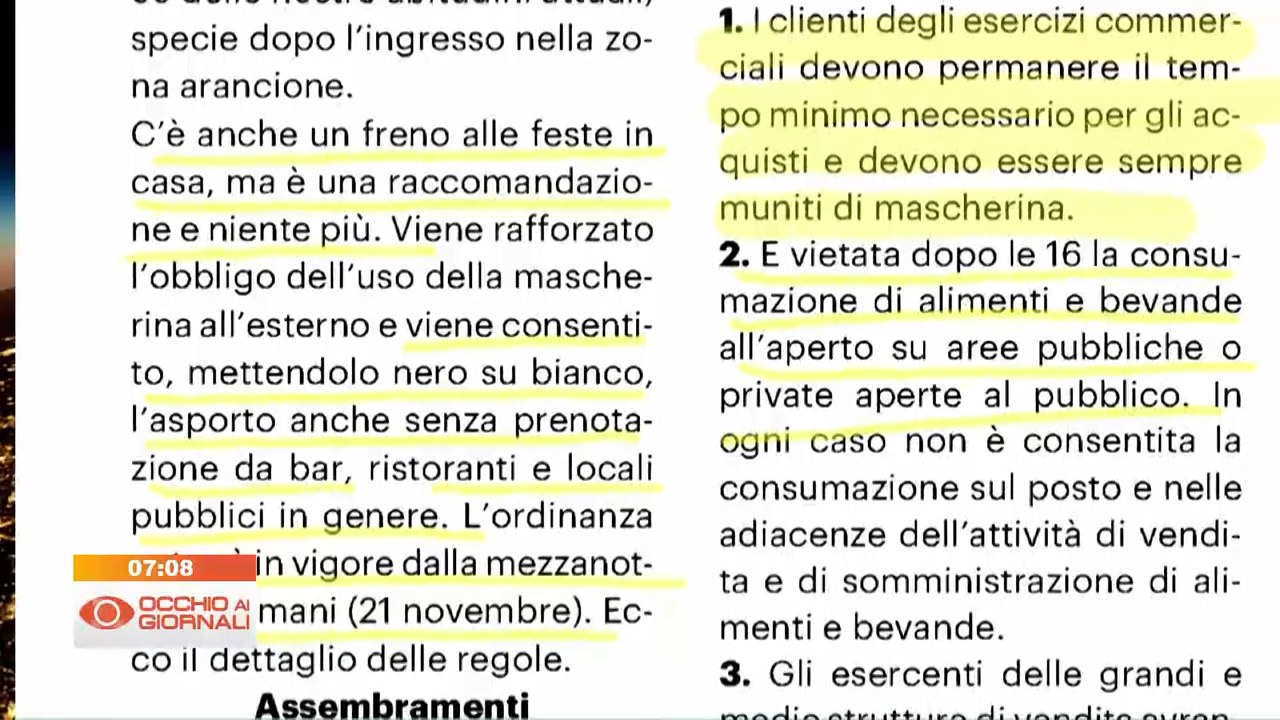 specie dopo l'ingresso nella zo-
na arancione.
C'è anche un freno alle feste in
casa, ma è una raccomandazio-
ne e niente più. Viene rafforzato
l'obbligo dell'uso della masche-
rina all'esterno e viene consenti-
to, mettendolo nero su bianco,
l'asporto anche senza prenota-
zione da bar, ristoranti e locali
pubblici in genere. L'ordinanza
in vigore dalla mezzanot-
mani (21 novembre). Ec-
co il dettaglio delle regole.
Assembramenti
1. I clienti degli esercizi commer-
ciali devono permanere il tem-
po minimo necessario per gli ac-
quisti e devono essere sempre
muniti di mascherina.
2. E vietata dopo le 16 la consu-
mazione di alimenti e bevande
all'aperto su aree pubbliche o
private aperte al pubblico. In
ogni caso non è consentita la
consumazione sul posto e nelle
adiacenze dell'attività di vendi-
ta e di somministrazione di ali-
menti e bevande.
3. Gli esercenti delle grandi e
07:08
OCCHIO AI
GIORNALI